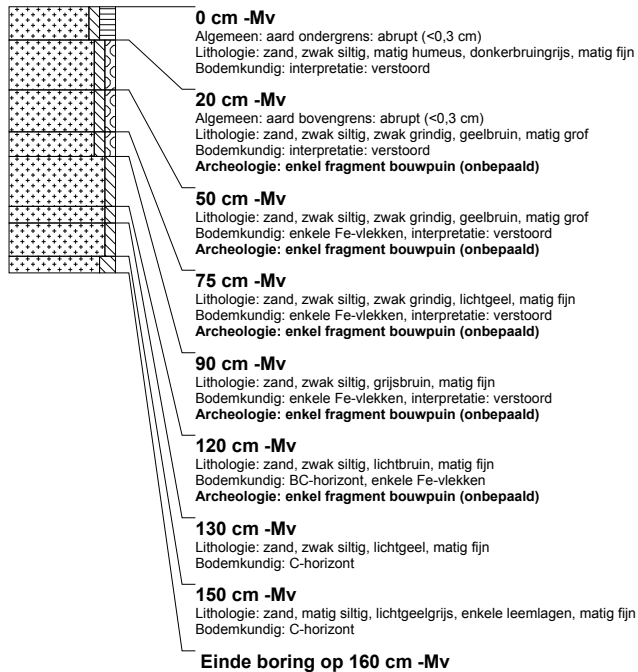 0 cm -Mv
Algemeen: aard ondergrens: abrupt (<0,3 cm)
Lithologie: zand, zwak siltig, matig humeus, donkerbruingrijs, matig fijn
Bodemkundig: interpretatie: verstoord
20 cm -Mv
Algemeen: aard bovengrens: abrupt (<0,3 cm)
Lithologie: zand, zwak siltig, zwak grindig, geelbruin, matig grof
Bodemkundig: interpretatie: verstoord
Archeologie: enkel fragment bouwpuin (onbepaald)
50 cm -Mv
Lithologie: zand, zwak siltig, zwak grindig, geelbruin, matig grof
Bodemkundig: enkele Fe-vlekken, interpretatie: verstoord
Archeologie: enkel fragment bouwpuin (onbepaald)
75 cm -Mv
Lithologie: zand, zwak siltig, zwak grindig, lichtgeel, matig fijn
Bodemkundig: enkele Fe-vlekken, interpretatie: verstoord
Archeologie: enkel fragment bouwpuin (onbepaald)
90 cm -Mv
Lithologie: zand, zwak siltig, grijsbruin, matig fijn
Bodemkundig: enkele Fe-vlekken, interpretatie: verstoord
Archeologie: enkel fragment bouwpuin (onbepaald)
120 cm -Mv
Lithologie: zand, zwak siltig, lichtbruin, matig fijn
Bodemkundig: BC-horizont, enkele Fe-vlekken
Archeologie: enkel fragment bouwpuin (onbepaald)
130 cm -Mv
Lithologie: zand, zwak siltig, lichtgeel, matig fijn
Bodemkundig: C-horizont
150 cm -Mv
Lithologie: zand, matig siltig, lichtgeelgrijs, enkele leemlagen, matig fijn
Bodemkundig: C-horizont
Einde boring op 160 cm -Mv